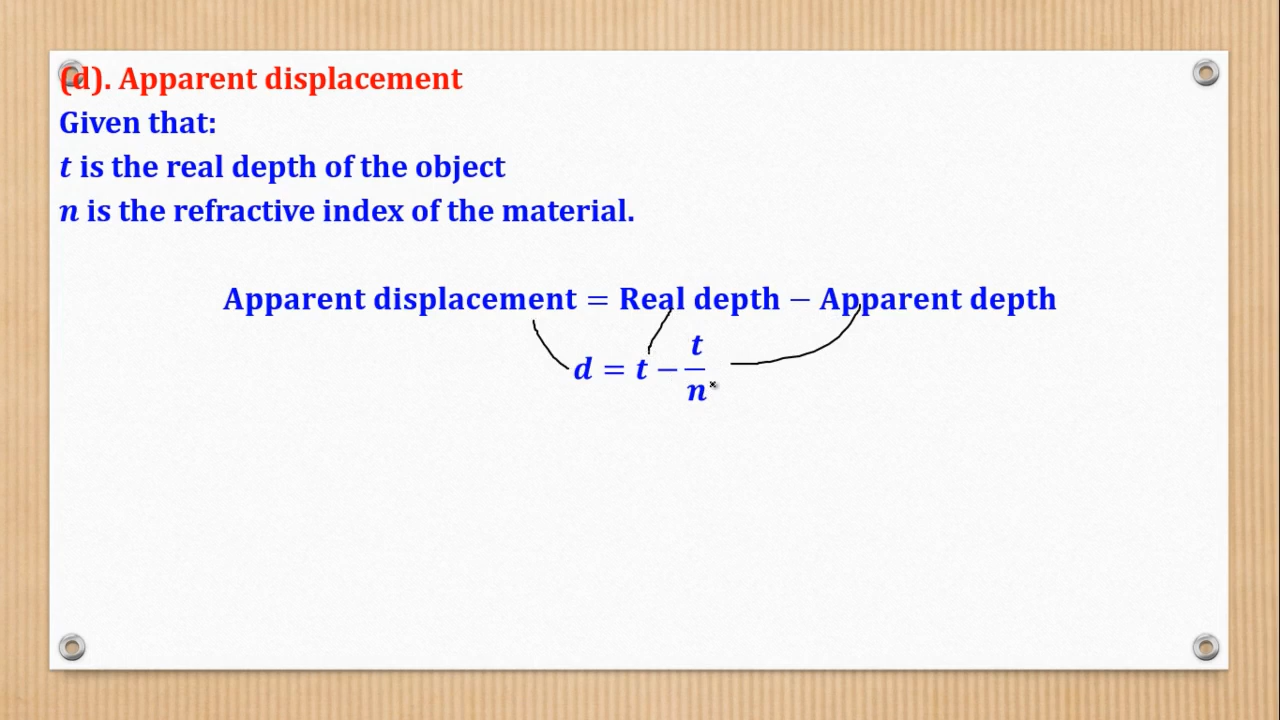 (d). Apparent displacement
Given that:
t is the real depth of the object
n is the refractive index of the material.
Apparent displacement = Real depth − Apparent depth
d = t − t/n